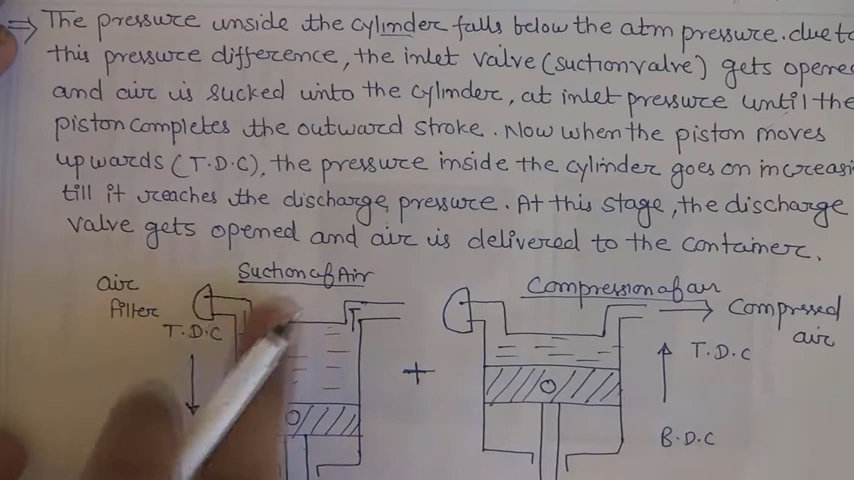 ⇒ The pressure inside the cylinder falls below the atm pressure. due to
this pressure difference, the inlet valve (suction valve) gets opene
and air is sucked into the cylinder, at inlet pressure until the
piston completes the outward stroke. Now when the piston moves
upwards (T.D.C), the pressure inside the cylinder goes on increasi
till it reaches the discharge pressure. At this stage, the discharge
valve gets opened and air is delivered to the container.
Suction of Air
Compression of air
air
filter
T.D.C
+
Compressed
air
T.D.C
B.D.C